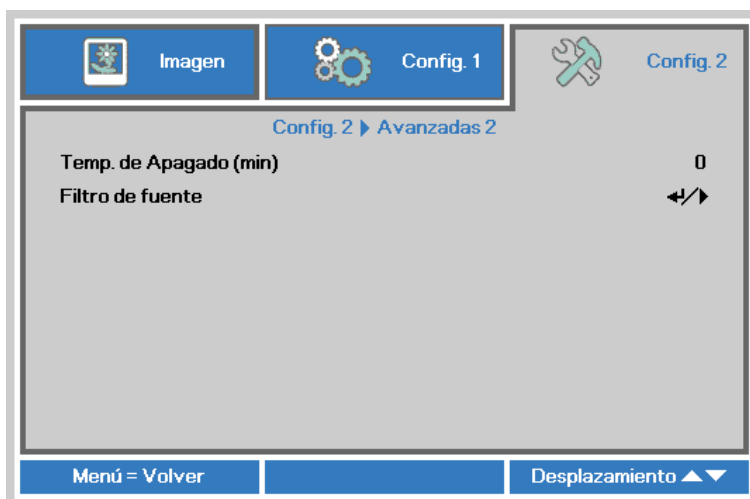 Imagen
Config. 1
Config. 2
Config. 2 ▶ Avanzadas 2
Temp. de Apagado (min) 0
Filtro de fuente ↵/▶
Menú = Volver
Desplazamiento ▲▼